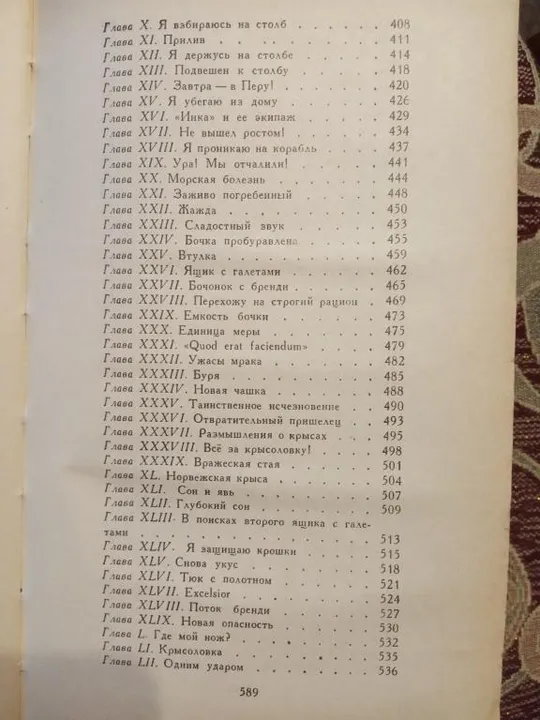 Глава X. Я взбираюсь на столб . . . . . . 408
Глава XI. Прилив . . . . . . . . 411
Глава XII. Я держусь на столбе . . . . . . 414
Глава XIII. Подвешен к столбу . . . . . . 418
Глава XIV. Завтра — в Перу! . . . . . . . 420
Глава XV. Я убегаю из дому . . . . . . . 426
Глава XVI. «Инка» и ее экипаж . . . . . . 429
Глава XVII. Не вышел ростом! . . . . . . 434
Глава XVIII. Я проникаю на корабль . . . . 437
Глава XIX. Ура! Мы отчалили! . . . . . . 441
Глава XX. Морская болезнь . . . . . . . 444
Глава XXI. Заживо погребенный . . . . . . 448
Глава XXII. Жажда . . . . . . . . . 450
Глава XXIII. Сладостный звук . . . . . . 453
Глава XXIV. Бочка пробуравлена . . . . . 455
Глава XXV. Втулка . . . . . . . . . 459
Глава XXVI. Ящик с галетами . . . . . . 462
Глава XXVII. Бочонок с бренди . . . . . . 465
Глава XXVIII. Перехожу на строгий рацион . 469
Глава XXIX. Емкость бочки . . . . . . . 473
Глава XXX. Единица меры . . . . . . . 475
Глава XXXI. «Quod erat faciendum» . . . . 479
Глава XXXII. Ужасы мрака . . . . . . . 482
Глава XXXIII. Буря . . . . . . . . . 485
Глава XXXIV. Новая чашка . . . . . . . 488
Глава XXXV. Таинственное исчезновение . . 490
Глава XXXVI. Отвратительный пришелец . . 493
Глава XXXVII. Размышления о крысах . . . 495
Глава XXXVIII. Всё за крысоловку! . . . . 498
Глава XXXIX. Вражеская стая . . . . . . 501
Глава XL. Норвежская крыса . . . . . . . 504
Глава XLI. Сон и явь . . . . . . . . 507
Глава XLII. Глубокий сон . . . . . . . 509
Глава XLIII. В поисках второго ящика с гале-
тами . . . . . . . . . . . . 513
Глава XLIV. Я защищаю крошки . . . . . 515
Глава XLV. Снова укус . . . . . . . . 518
Глава XLVI. Тюк с полотном . . . . . . 521
Глава XLVII. Excelsior . . . . . . . . 524
Глава XLVIII. Поток бренди . . . . . . 527
Глава XLIX. Новая опасность . . . . . . 530
Глава L. Где мой нож? . . . . . . . . 532
Глава LI. Крысоловка . . . . . . . . 535
Глава LII. Одним ударом . . . . . . . 536
589